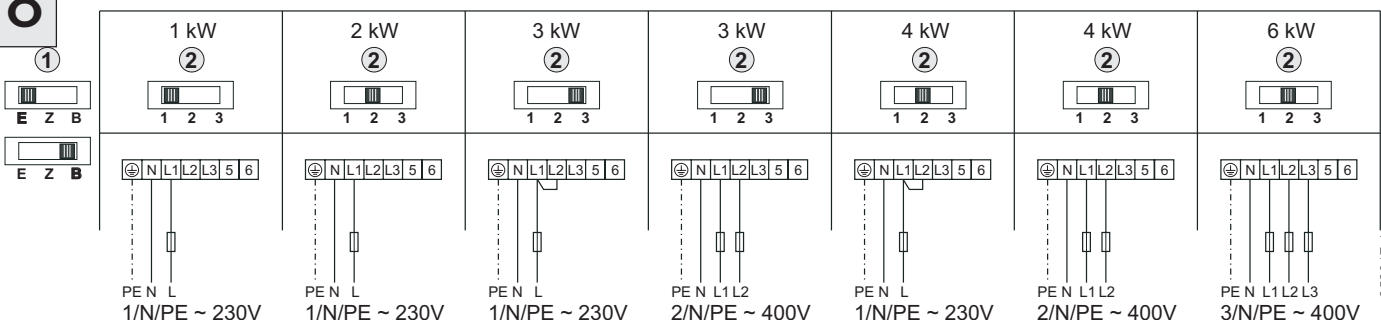 8
1 kW 2 kW 3 kW 3 kW 4 kW 4 kW 6 kW
1 2 2 2 2 2 2 2
E Z B 1 2 3 1 2 3 1 2 3 1 2 3 1 2 3 1 2 3 1 2 3
E Z B
N L1 L2 L3 5 6 N L1 L2 L3 5 6 N L1 L2 L3 5 6 N L1 L2 L3 5 6 N L1 L2 L3 5 6 N L1 L2 L3 5 6 N L1 L2 L3 5 6
PE N L PE N L PE N L PE N L1 L2 PE N L PE N L1 L2 PE N L1 L2 L3
1/N/PE ~ 230V 1/N/PE ~ 230V 1/N/PE ~ 230V 2/N/PE ~ 400V 1/N/PE ~ 230V 2/N/PE ~ 400V 3/N/PE ~ 400V